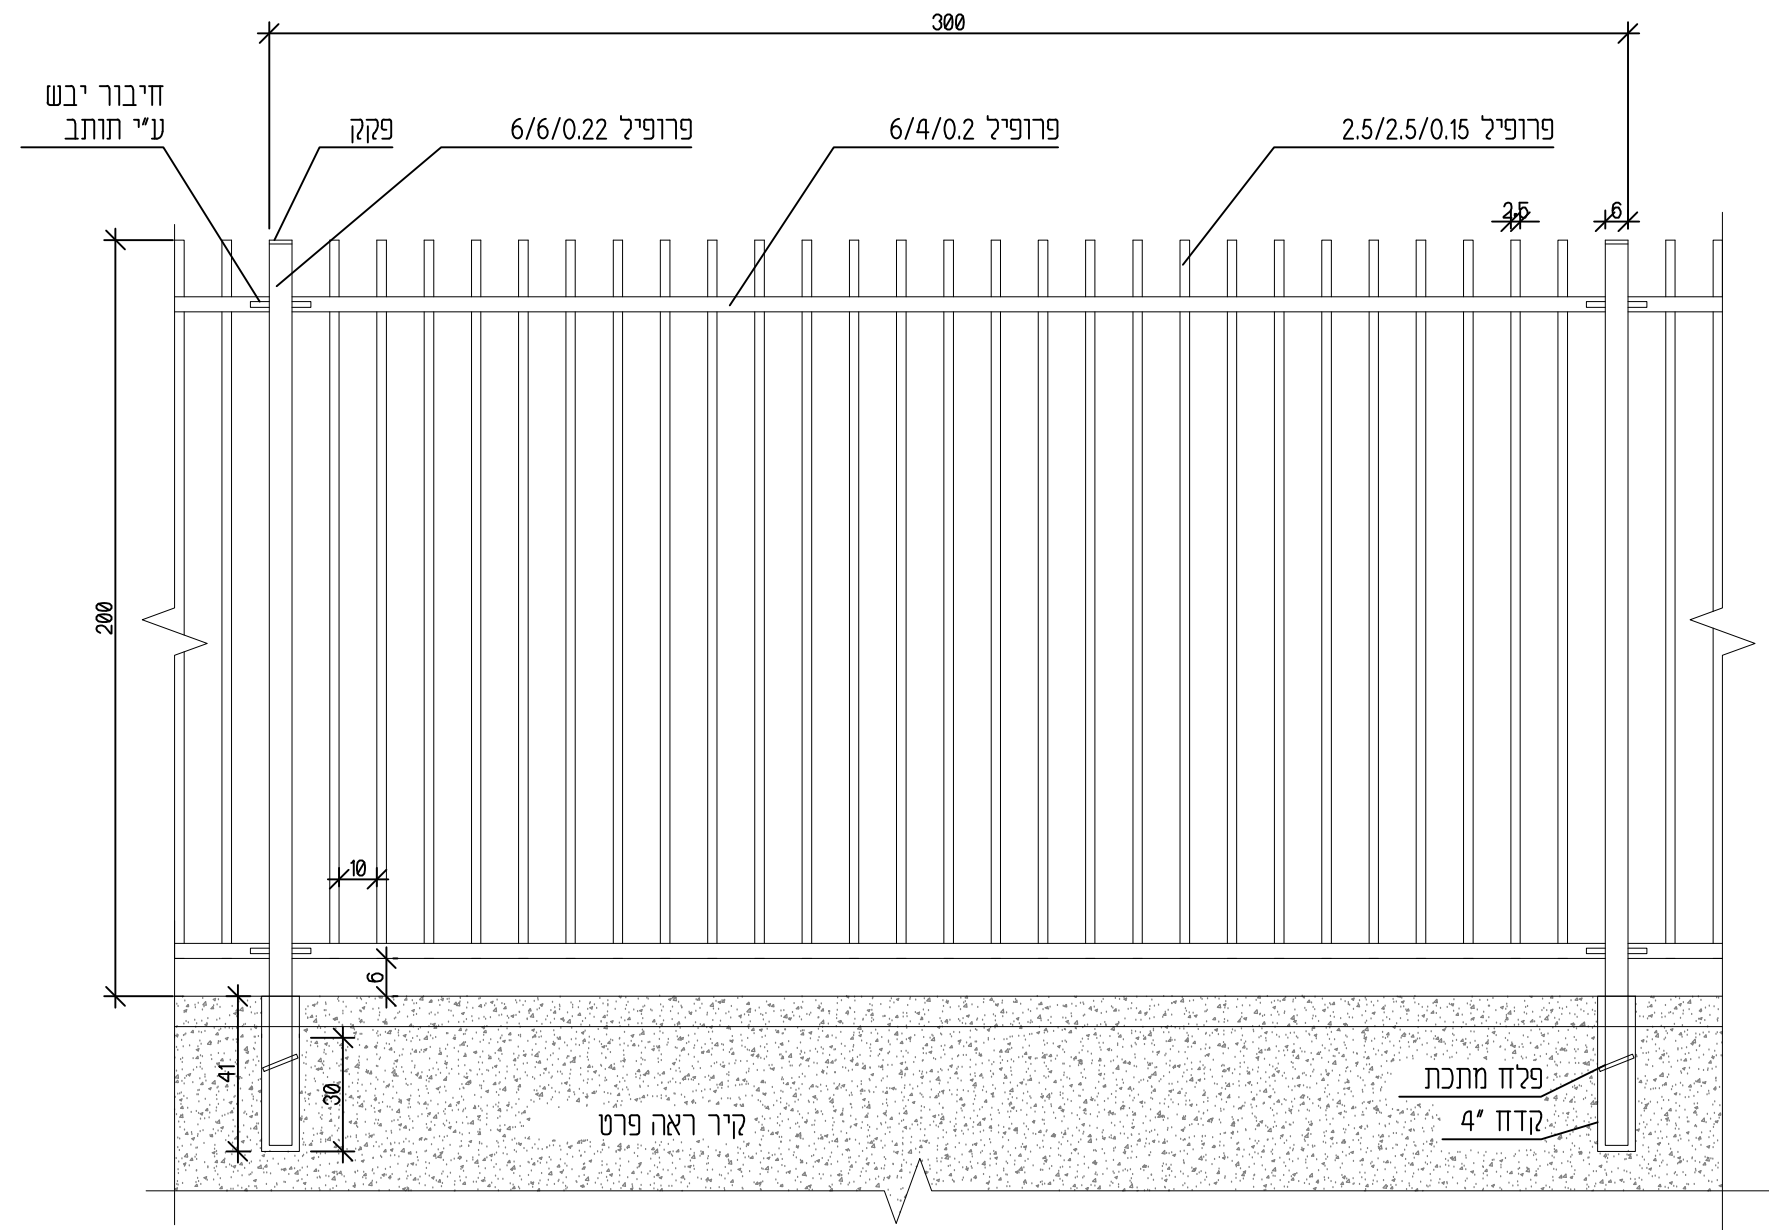 300
חיבור יבש
ע"י תותב
פקק
פרופיל 6/6/0.22
פרופיל 6/4/0.2
פרופיל 2.5/2.5/0.15
2.5
6
200
10
6
41
30
קיר ראה פרט
פלח מתכת
קדח 4"